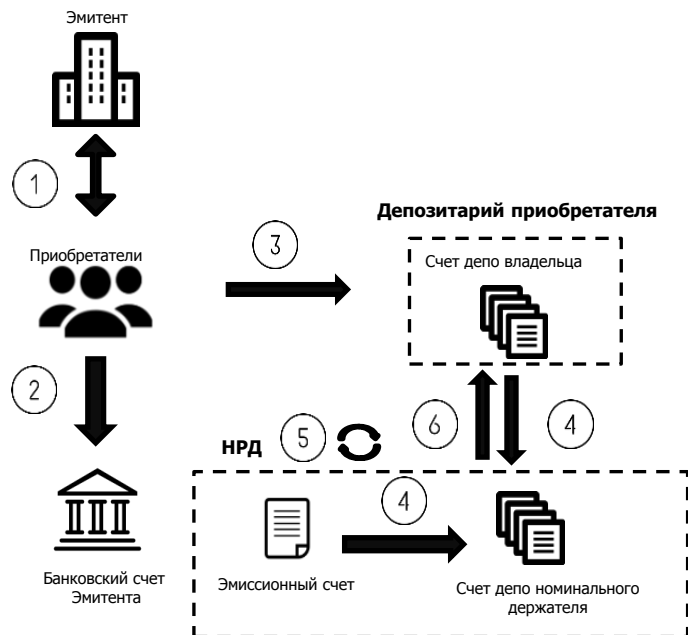 Эмитент
1
Приобретатели
3
Депозитарий приобретателя
Счет депо владельца
2
НРД
5
6
4
4
Банковский счет
Эмитента
Эмиссионный счет
Счет депо номинального
держателя